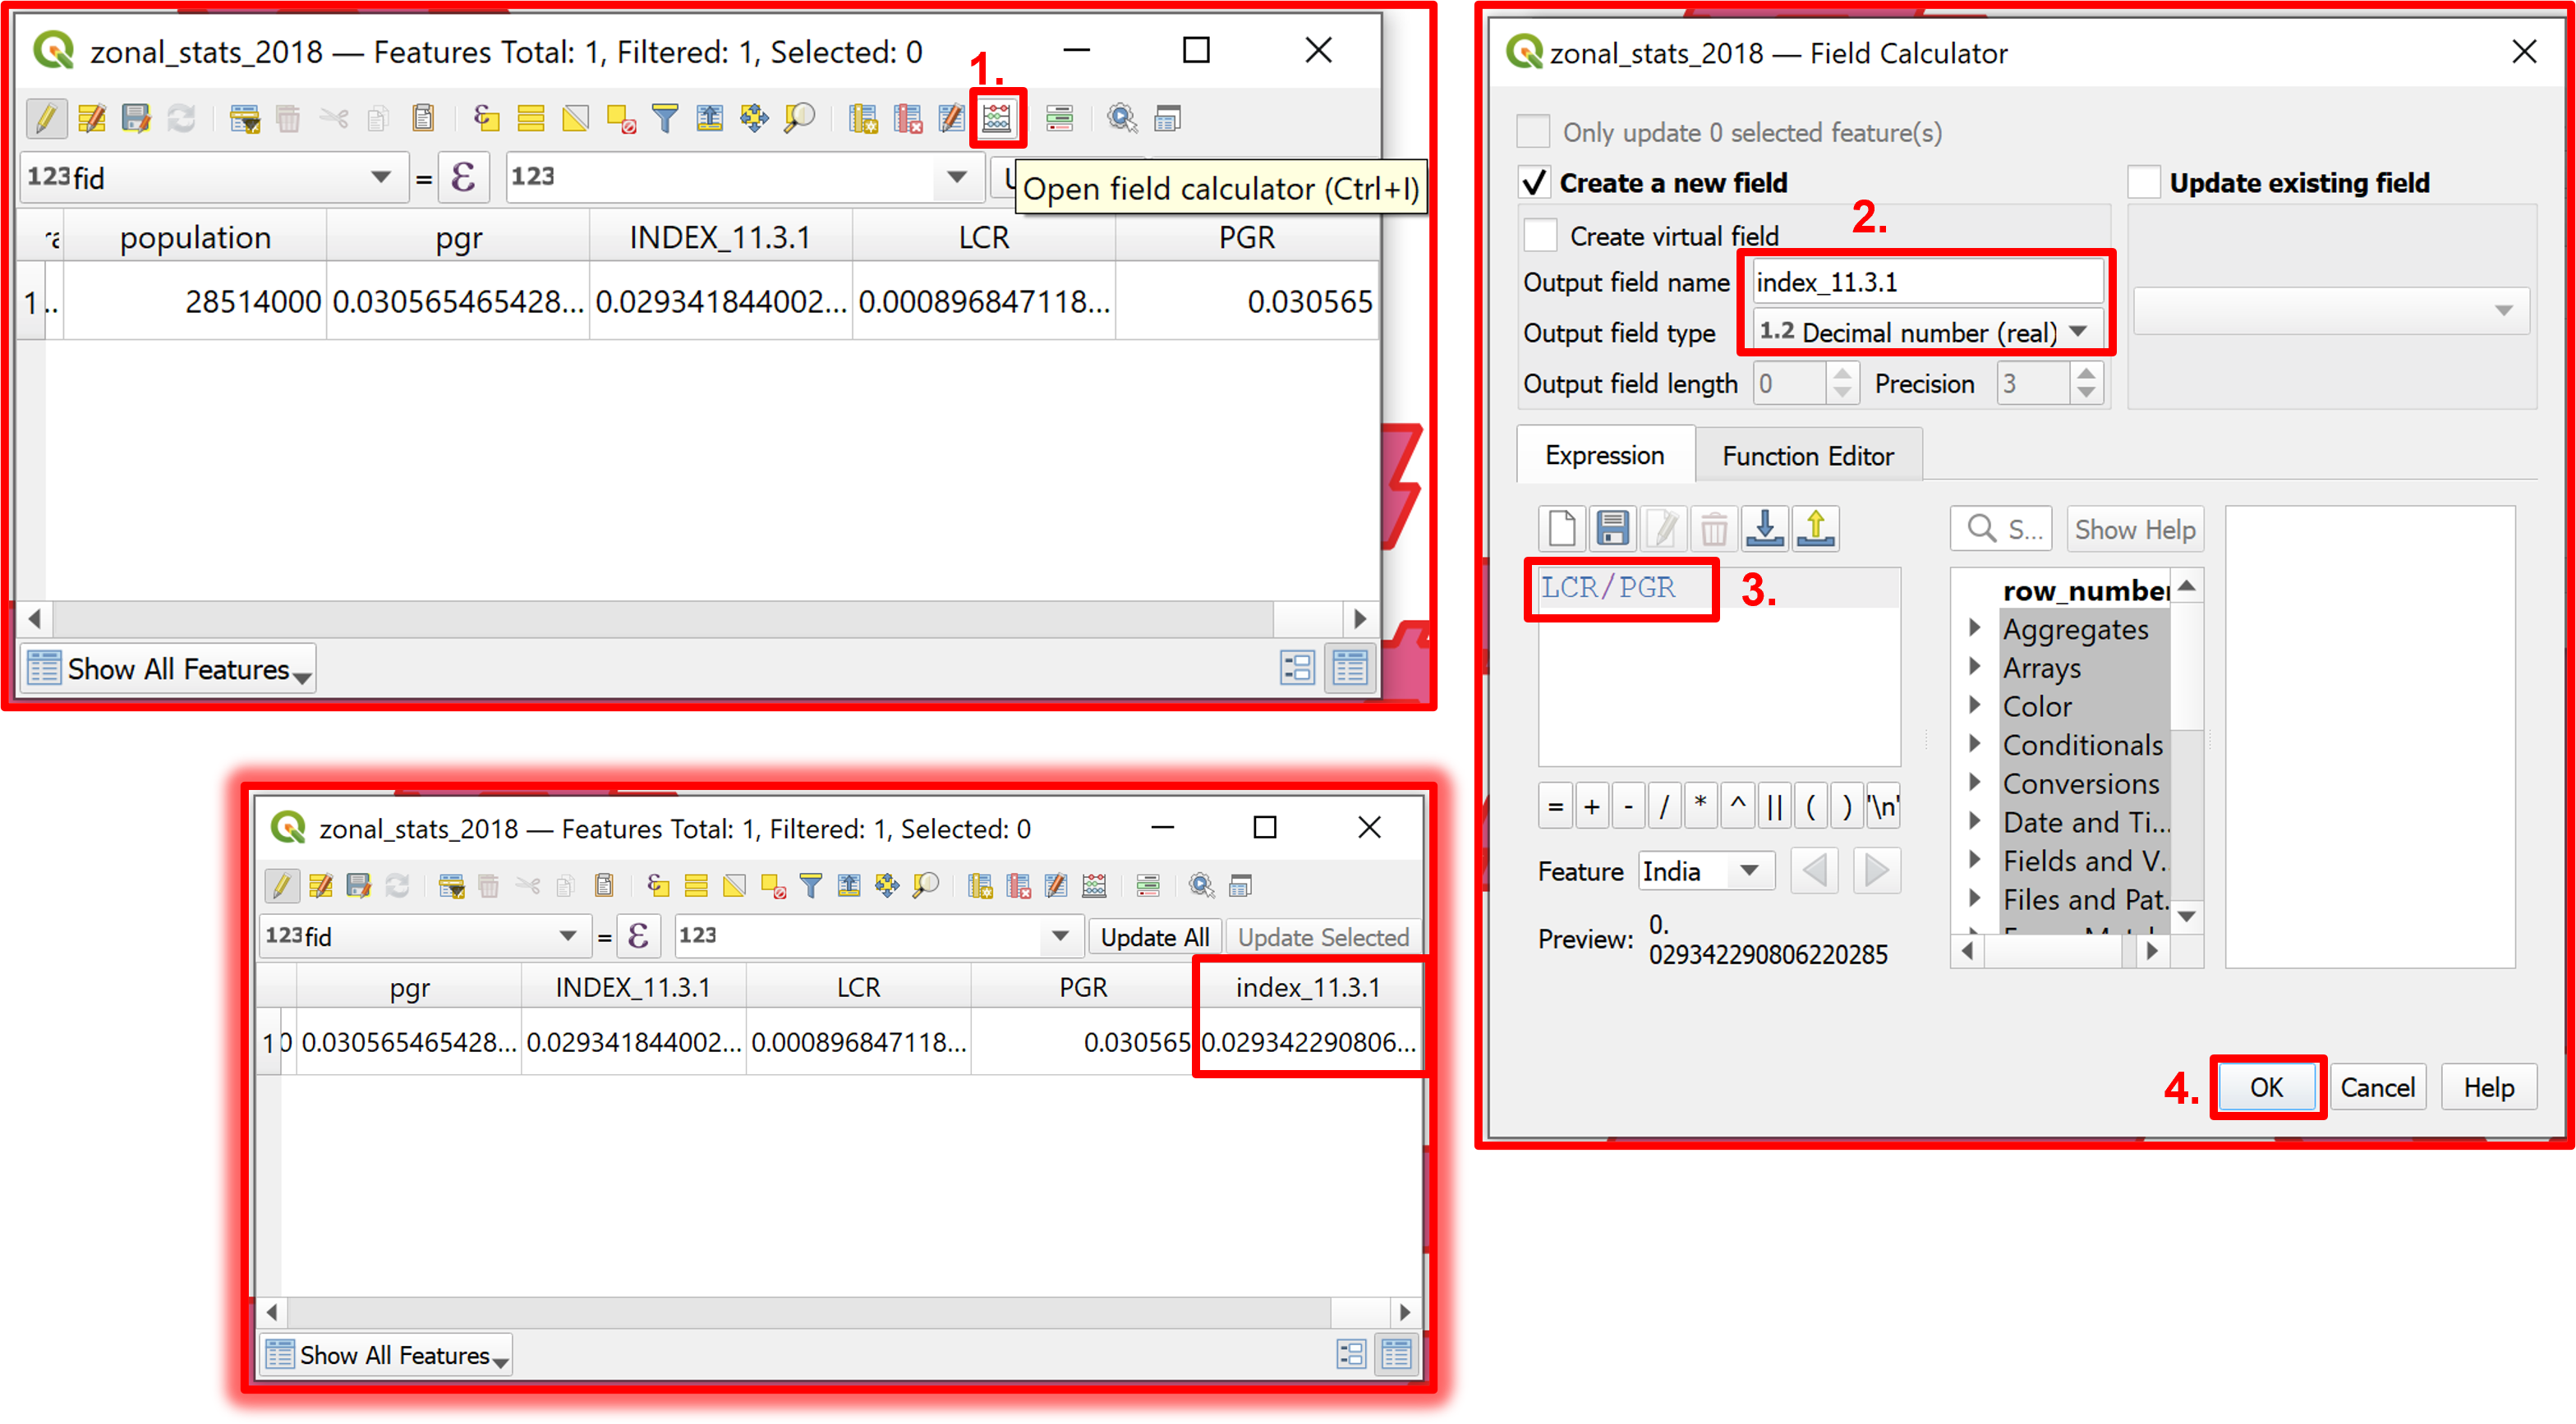 zonal_stats_2018 — Features Total: 1, Filtered: 1, Selected: 0
1.
123 fid = ε 123
Open field calculator (Ctrl+I)
population pgr INDEX_11.3.1 LCR PGR
1 ... 28514000 0.030565465428... 0.029341844002... 0.000896847118... 0.030565
Show All Features
zonal_stats_2018 — Field Calculator
Only update 0 selected feature(s)
Create a new field
Update existing field
2.
Create virtual field
Output field name index_11.3.1
Output field type 1.2 Decimal number (real)
Output field length 0 Precision 3
Expression Function Editor
S... Show Help
LCR/PGR
3.
row_number
Aggregates
Arrays
Color
Conditionals
Conversions
Date and Ti...
Fields and V...
Files and Pat...
= + - / * ^ || ( ) '\n'
Feature India
Preview: 0.
029342290806220285
4.
OK Cancel Help
zonal_stats_2018 — Features Total: 1, Filtered: 1, Selected: 0
123 fid = ε 123 Update All Update Selected
pgr INDEX_11.3.1 LCR PGR index_11.3.1
1 0 0.030565465428... 0.029341844002... 0.000896847118... 0.030565 0.029342290806...
Show All Features